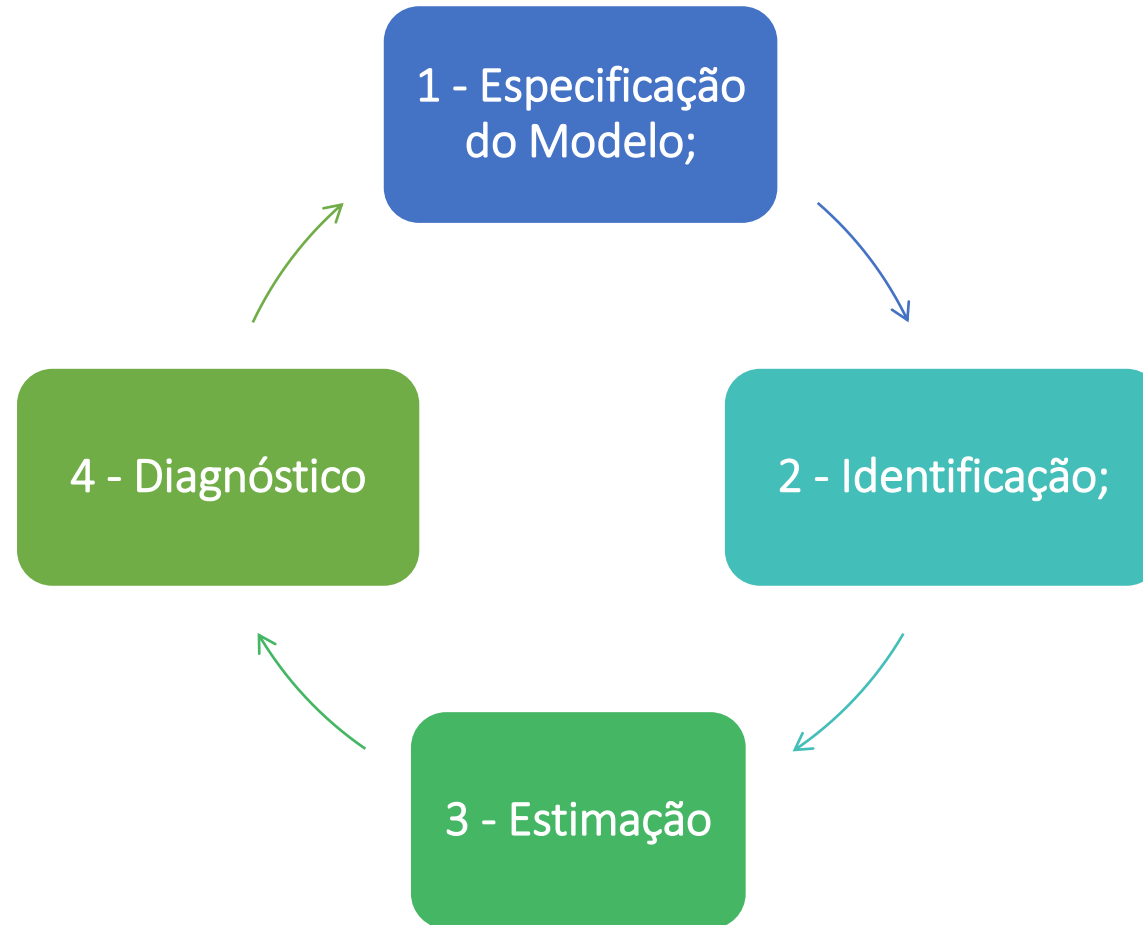 1 - Especificação
do Modelo;
2 - Identificação;
3 - Estimação
4 - Diagnóstico